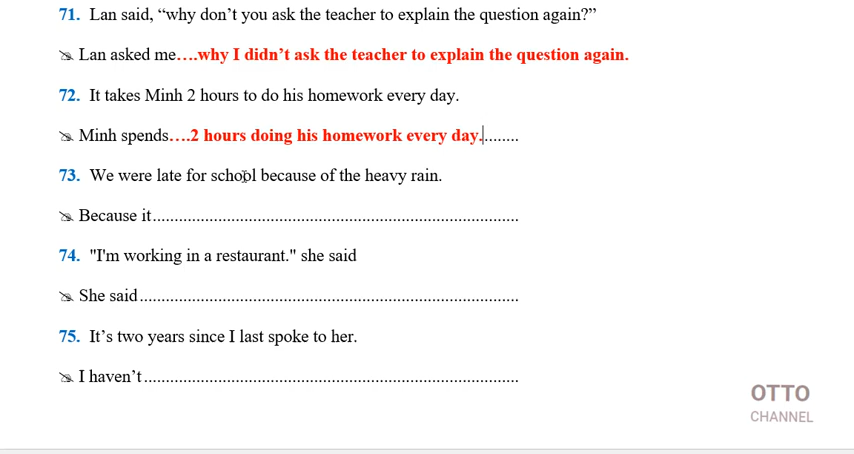 71. Lan said, “why don’t you ask the teacher to explain the question again?”
Lan asked me….why I didn’t ask the teacher to explain the question again.
72. It takes Minh 2 hours to do his homework every day.
Minh spends….2 hours doing his homework every day.........
73. We were late for school because of the heavy rain.
Because it....................................................................................
74. "I'm working in a restaurant." she said
She said.......................................................................................
75. It’s two years since I last spoke to her.
I haven’t......................................................................................
OTTO
CHANNEL